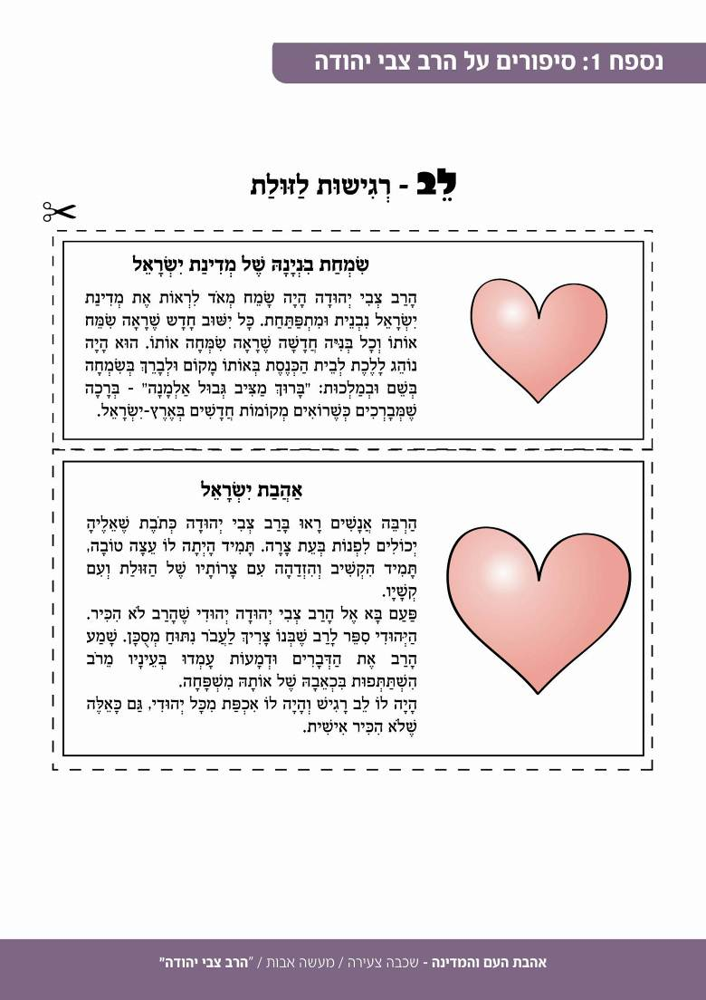 נספח 1: סיפורים על הרב צבי יהודה
לֵב - רְגִישׁוּת לַזּוּלַת
שִׂמְחַת בִּנְיָנָהּ שֶׁל מְדִינַת יִשְׂרָאֵל
הָרַב צְבִי יְהוּדָה הָיָה שָׂמֵחַ מְאֹד לִרְאוֹת אֶת מְדִינַת
יִשְׂרָאֵל נִבְנֵית וּמִתְפַּתַּחַת. כָּל יִשּׁוּב חָדָש שֶׁרָאָה שִׂמֵּחַ
אוֹתוֹ וְכָל בְּנִיָּה חֲדָשָׁה שֶׁרָאָה שִׂמְּחָה אוֹתוֹ. הוּא הָיָה
נוֹהֵג לָלֶכֶת לְבֵית הַכְּנֶסֶת בְּאוֹתוֹ מָקוֹם וּלְבָרֵךְ בְּשִׂמְחָה
בְּשֵׁם וּבְמַלְכוּת: "בָּרוּךְ מַצִּיב גְּבוּל אַלְמָנָה" - בְּרָכָה
שֶׁמְּבָרְכִים כְּשֶׁרוֹאִים מְקוֹמוֹת חֲדָשִׁים בְּאֶרֶץ-יִשְׂרָאֵל.
אַהֲבַת יִשְׂרָאֵל
הַרְבֵּה אֲנָשִׁים רָאוּ בָּרַב צְבִי יְהוּדָה כְּתֹבֶת שֶׁאֵלֶיהָ
יְכוֹלִים לִפְנוֹת בְּעֵת צָרָה. תָּמִיד הָיְתָה לוֹ עֵצָה טוֹבָה,
תָּמִיד הִקְשִׁיב וְהִזְדַהָה עִם צָרוֹתָיו שֶׁל הַזּוּלַת וְעִם
קְשָׁיָו.
פַּעַם בָּא אֶל הָרַב צְבִי יְהוּדָה יְהוּדִי שֶׁהָרַב לֹא הִכִּיר.
הַיְּהוּדִי סִפֵּר לָרַב שֶׁבְּנוֹ צָרִיךְ לַעֲבֹר נִתּוּחַ מְסֻכָּן. שָׁמַע
הָרַב אֶת הַדְּבָרִים וּדְמָעוֹת עָמְדוּ בְּעֵינָיו מֵרֹב
הִשְׁתַּתְּפוּת בִּכְאֵבָהּ שֶׁל אוֹתָהּ מִשְׁפָּחָה.
הָיָה לוֹ לֵב רָגִישׁ וְהָיָה לוֹ אִכְפַּת מִכָּל יְהוּדִי, גַּם כָּאֵלֶּה
שֶׁלֹּא הִכִּיר אִישִׁית.
אהבת העם והמדינה - שכבה צעירה / מעשה אבות / "הרב צבי יהודה"